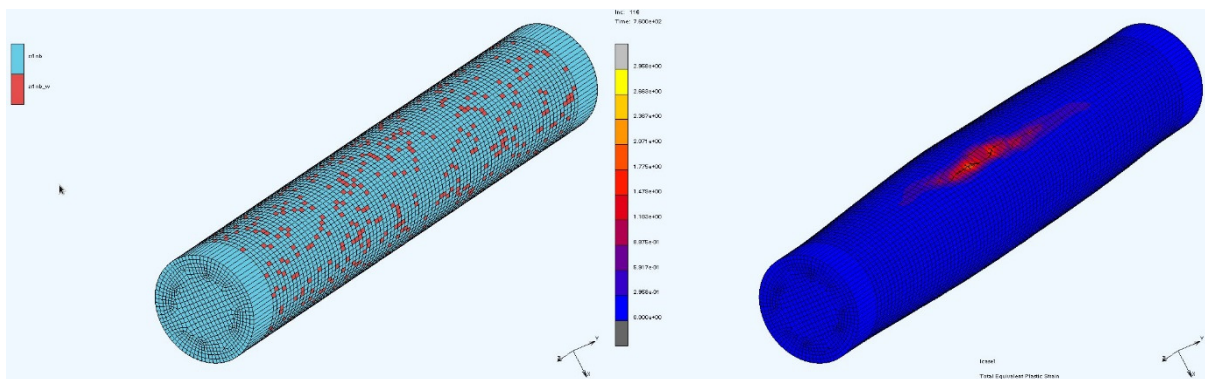 Inc: 116
Time: 7.600e+02
2.958e+00
2.663e+00
2.367e+00
2.071e+00
1.775e+00
1.479e+00
1.183e+00
8.875e-01
5.917e-01
2.958e-01
0.000e+00
lcase1
Total Equivalent Plastic Strain
Y
Z
X